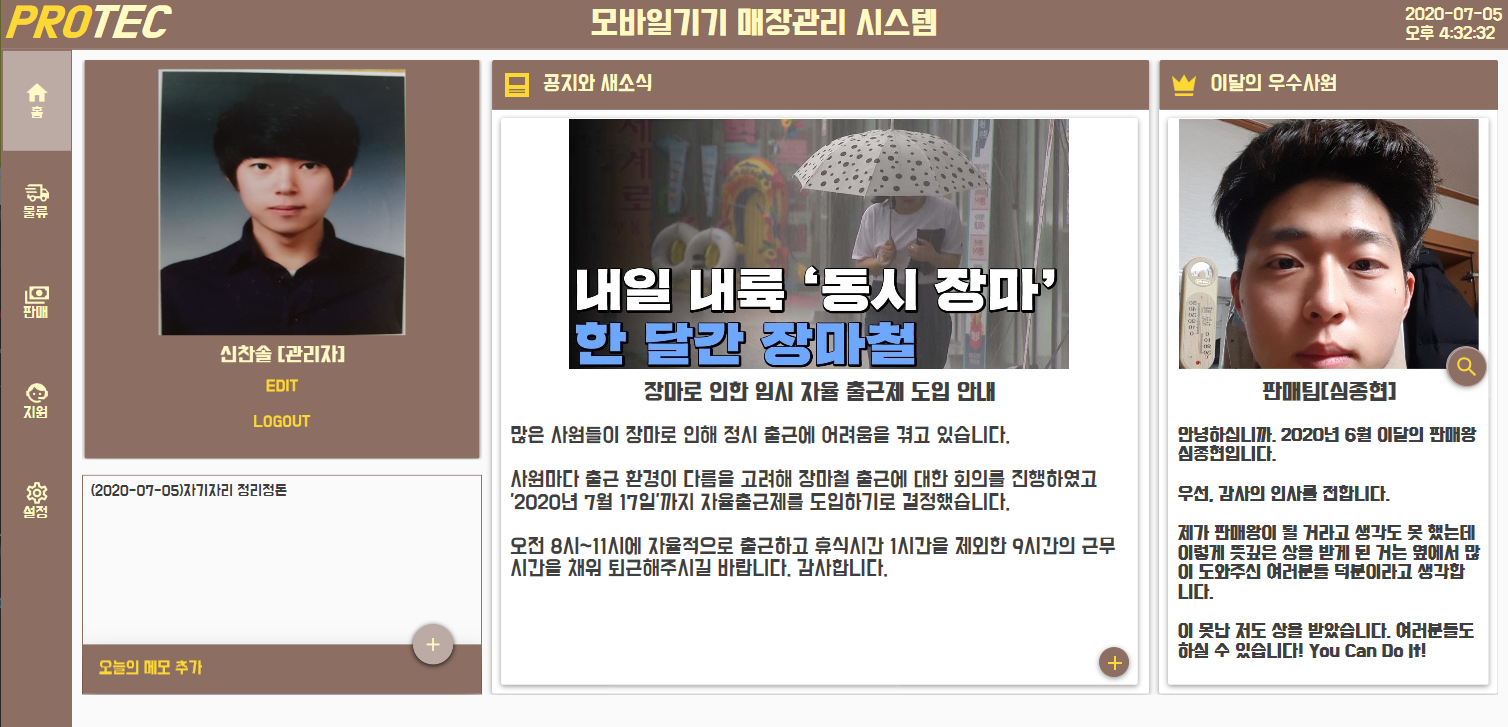 PROTEC
모바일기기 매장관리 시스템
2020-07-05
오후 4:32:32
홈
물류
판매
지원
설정
신찬솔 [관리자]
EDIT
LOGOUT
(2020-07-05)자기자리 정리정돈
오늘의 메모 추가
공지와 새소식
내일 내륙 ‘동시 장마’
한 달간 장마철
장마로 인한 임시 자율 출근제 도입 안내
많은 사원들이 장마로 인해 정시 출근에 어려움을 겪고 있습니다.
사원마다 출근 환경이 다름을 고려해 장마철 출근에 대한 회의를 진행하였고
'2020년 7월 17일'까지 자율출근제를 도입하기로 결정했습니다.
오전 8시~11시에 자율적으로 출근하고 휴식시간 1시간을 제외한 9시간의 근무
시간을 채워 퇴근해주시길 바랍니다. 감사합니다.
이달의 우수사원
판매팀[심종현]
안녕하십니까. 2020년 6월 이달의 판매왕
심종현입니다.
우선, 감사의 인사를 전합니다.
제가 판매왕이 될 거라고 생각도 못 했는데
이렇게 뜻깊은 상을 받게 된 거는 옆에서 많
이 도와주신 여러분들 덕분이라고 생각합
니다.
이 못난 저도 상을 받았습니다. 여러분들도
하실 수 있습니다! You Can Do It!